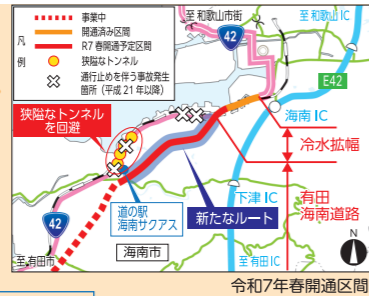 凡
例
事業中
開通済み区間
R7春開通予定区間
狭隘なトンネル
通行止めを伴う事故発生
箇所（平成21年以降）
至 和歌山市街
至 和歌山IC
42
E42
海南IC
冷水拡幅
狭隘なトンネル
を回避
下津IC
有田
海南道路
道の駅
海南サクアス
新たなルート
42
海南市
至 有田市
至 有田IC
N
令和7年春開通区間